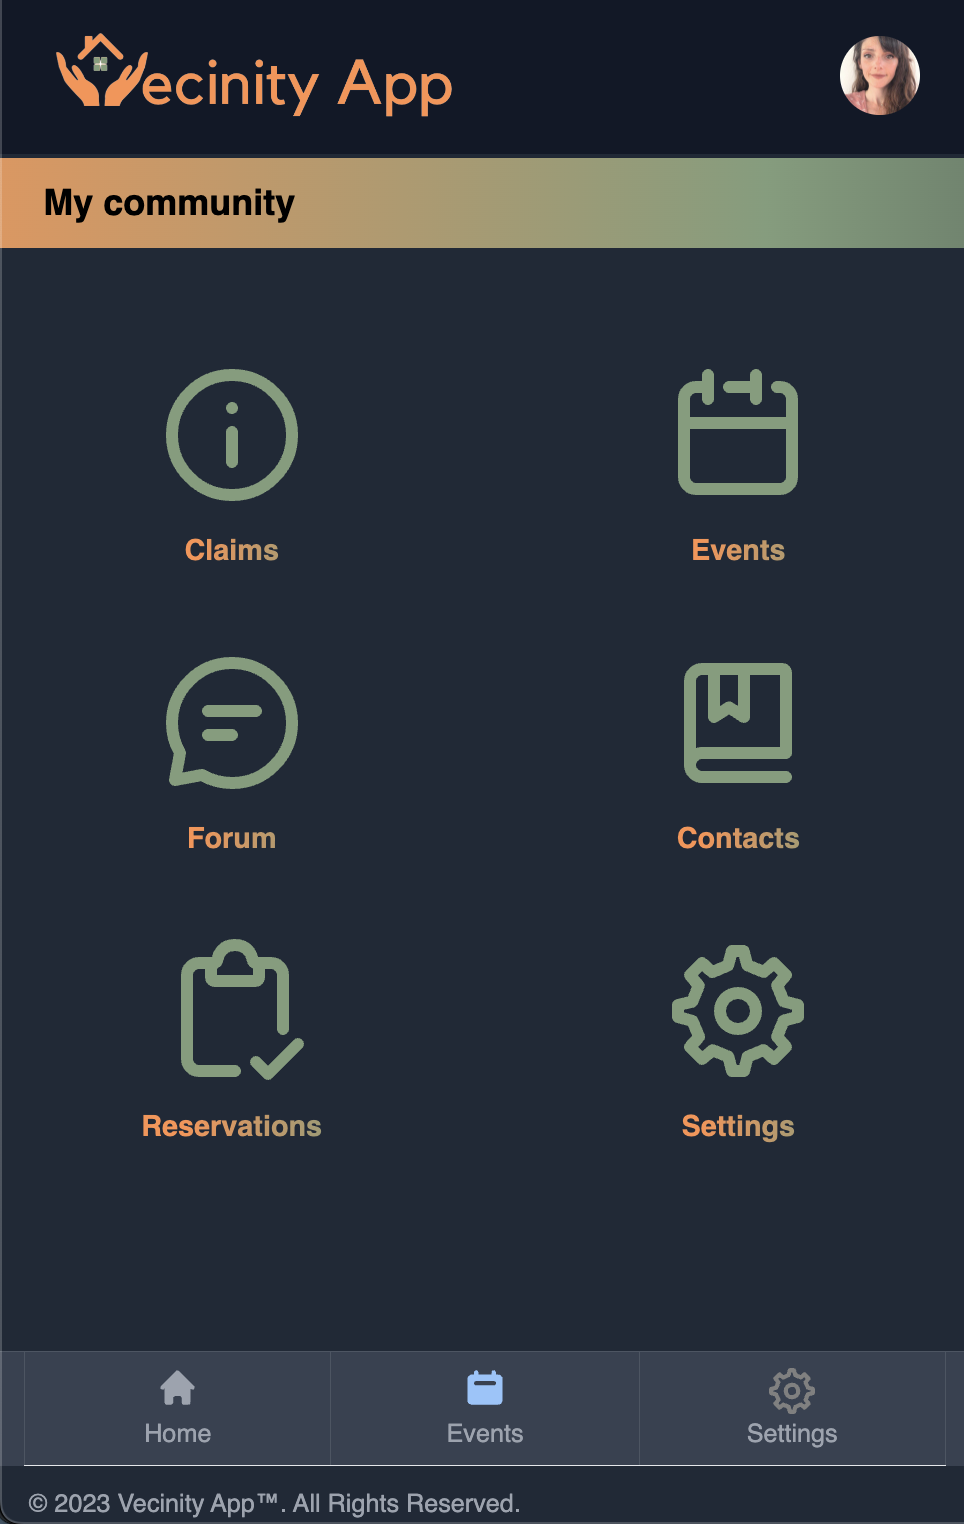 Vecinity App
My community
Claims
Events
Forum
Contacts
Reservations
Settings
Home
Events
Settings
© 2023 Vecinity App™. All Rights Reserved.